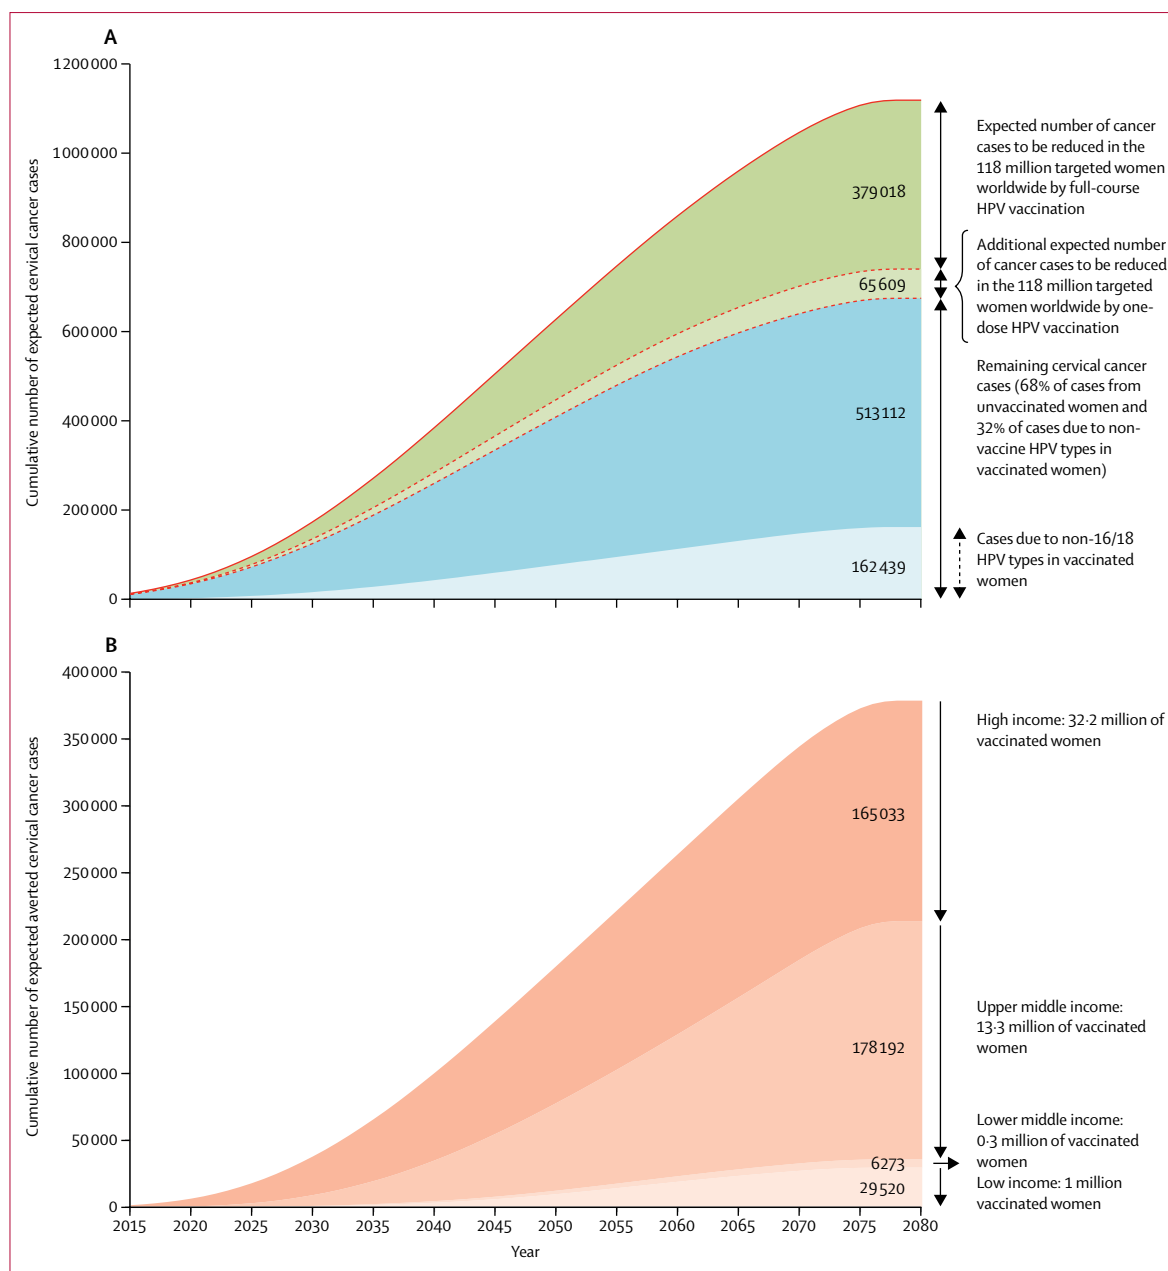 A
1200 000
1000 000
800 000
600 000
400 000
200 000
0
Cumulative number of expected cervical cancer cases
379 018
65 609
513 112
162 439
Expected number of cancer
cases to be reduced in the
118 million targeted women
worldwide by full-course
HPV vaccination
Additional expected number
of cancer cases to be reduced
in the 118 million targeted
women worldwide by one-
dose HPV vaccination
Remaining cervical cancer
cases (68% of cases from
unvaccinated women and
32% of cases due to non-
vaccine HPV types in
vaccinated women)
Cases due to non-16/18
HPV types in vaccinated
women
B
400 000
350 000
300 000
250 000
200 000
150 000
100 000
50 000
0
Cumulative number of expected averted cervical cancer cases
165 033
178 192
6273
29 520
High income: 32·2 million of
vaccinated women
Upper middle income:
13·3 million of vaccinated
women
Lower middle income:
0·3 million of vaccinated
women
Low income: 1 million
vaccinated women
2015 2020 2025 2030 2035 2040 2045 2050 2055 2060 2065 2070 2075 2080
Year